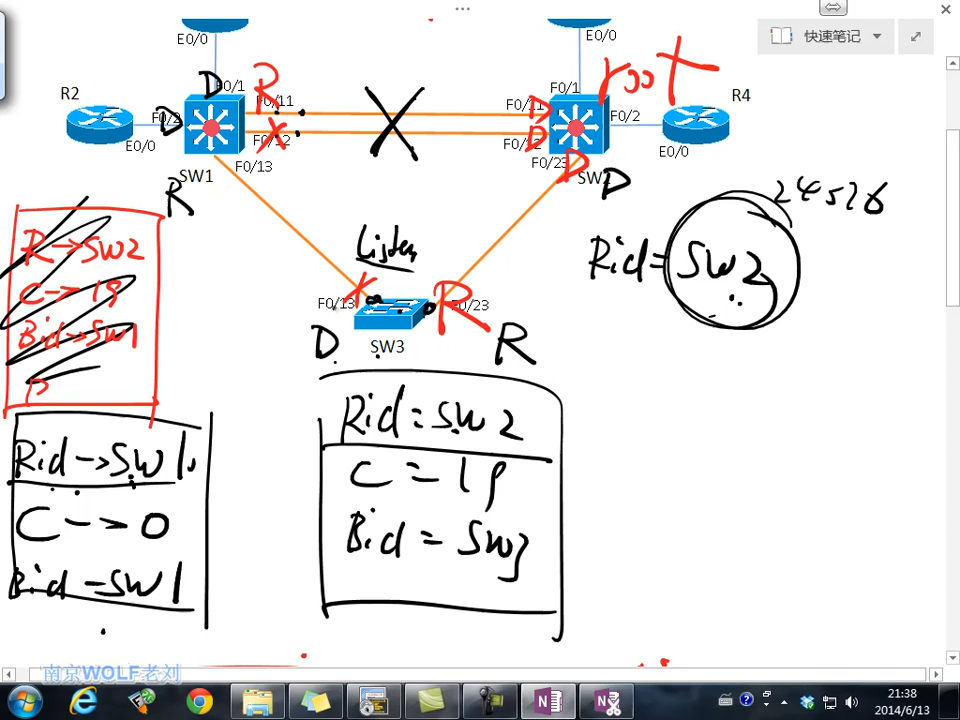 快速笔记
E0/0
E0/0
root
R2
D
F0/1
R
F0/11
F0/11
D
F0/1
R4
F0/2
D
X
F0/12
F0/12
D
F0/2
E0/0
F0/13
F0/23
D
E0/0
SW1
SW2
D
R
24576
Rid=SW2
R→SW2
C→19
Bid→SW1
Listen
F0/13
X
R
F0/23
D
SW3
R
Rid→SW1
C→0
Bid=SW1
Rid=SW2
C=19
Bid=SW3
南京WOLF老刘
21:38
2014/6/13